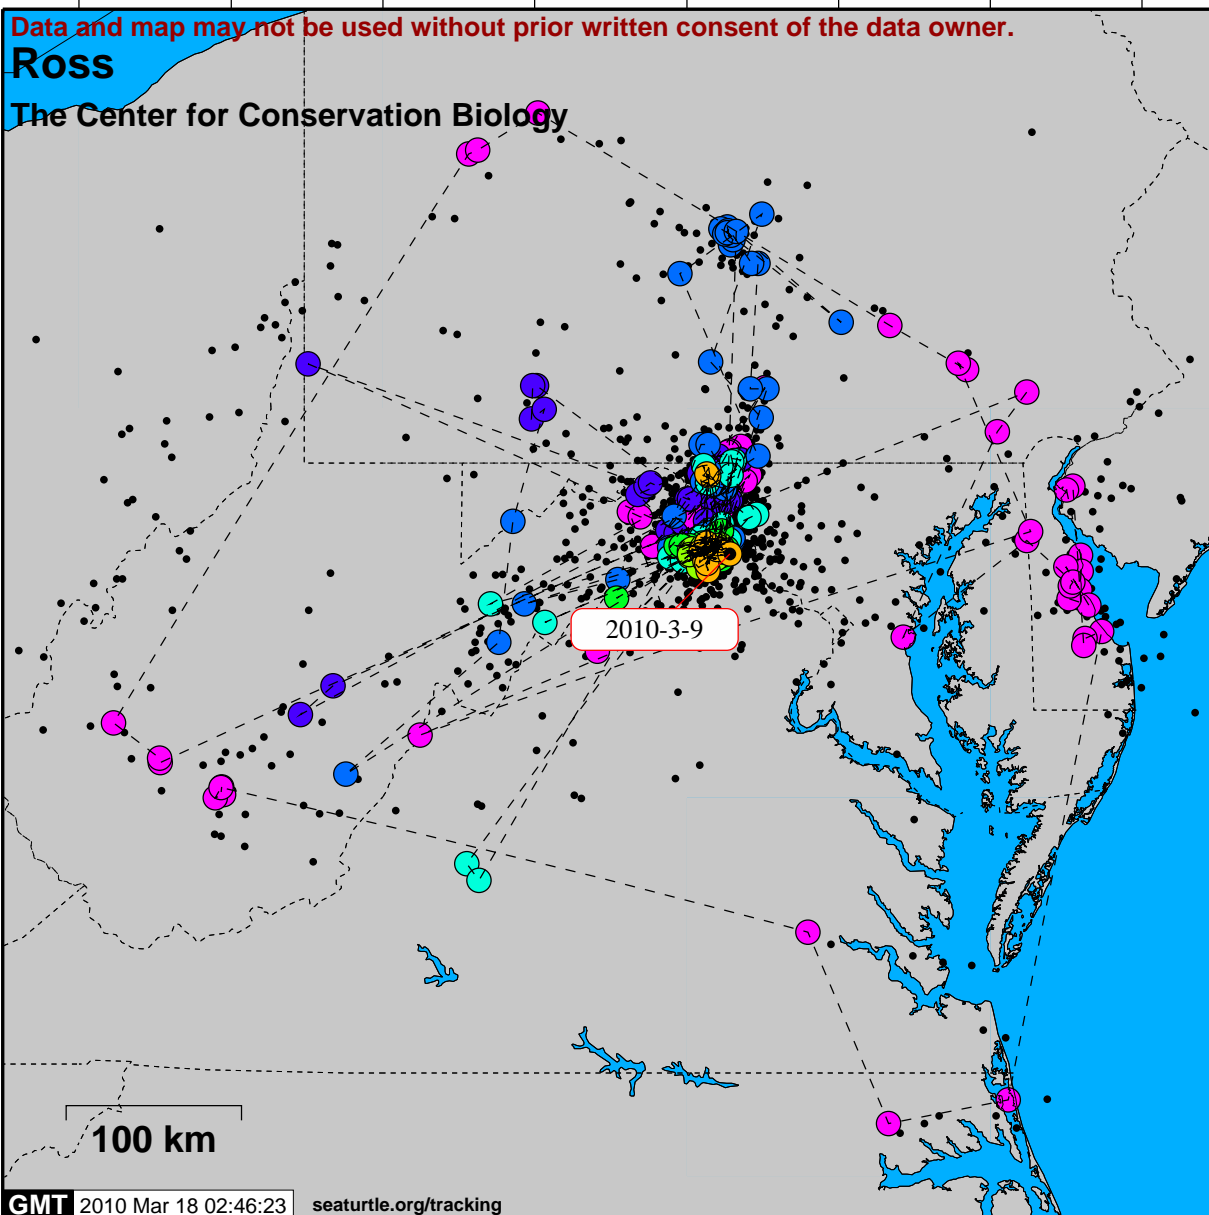 Data and map may not be used without prior written consent of the data owner.
Ross
The Center for Conservation Biology
2010-3-9
100 km
GMT 2010 Mar 18 02:46:23 seaturtle.org/tracking